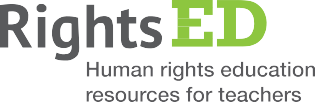 RightsED
Human rights education
resources for teachers